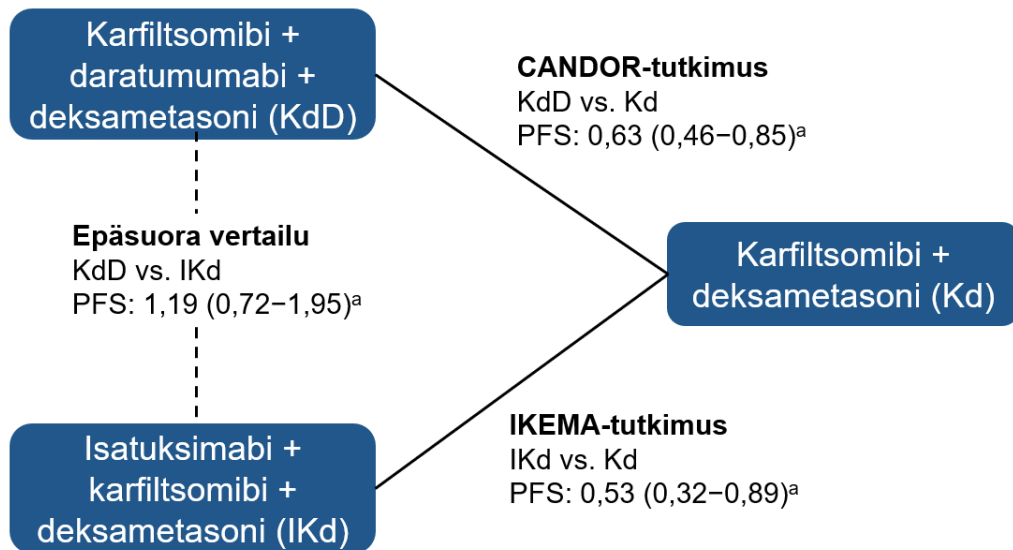 Karfiltsomibi +
daratumumabi +
deksametasoni (KdD)
CANDOR-tutkimus
KdD vs. Kd
PFS: 0,63 (0,46−0,85)ᵃ
Epäsuora vertailu
KdD vs. IKd
PFS: 1,19 (0,72−1,95)ᵃ
Karfiltsomibi +
deksametasoni (Kd)
Isatuksimabi +
karfiltsomibi +
deksametasoni (IKd)
IKEMA-tutkimus
IKd vs. Kd
PFS: 0,53 (0,32−0,89)ᵃ